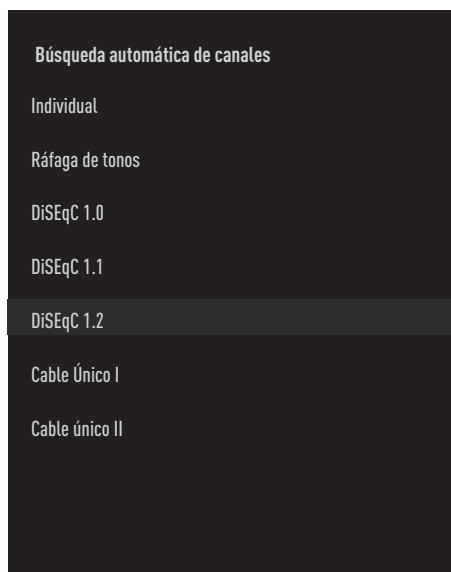 Búsqueda automática de canales
Individual
Ráfaga de tonos
DiSEqC 1.0
DiSEqC 1.1
DiSEqC 1.2
Cable Único I
Cable único II